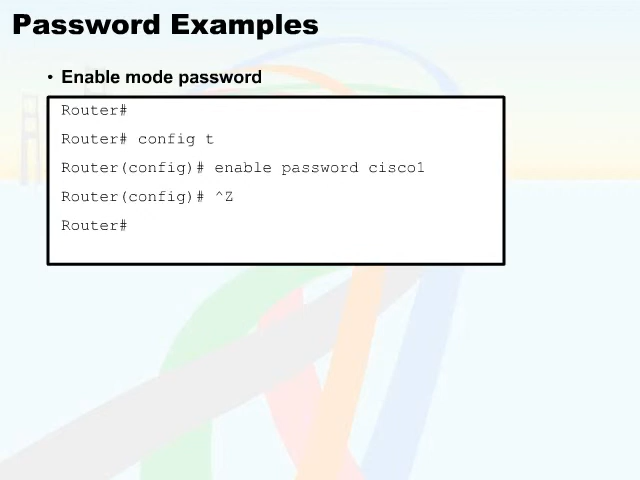 Password Examples
• Enable mode password
Router#
Router# config t
Router(config)# enable password cisco1
Router(config)# ^Z
Router#